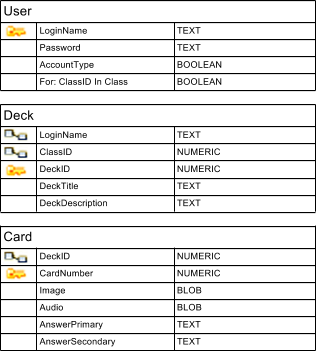 User
LoginName TEXT
Password TEXT
AccountType BOOLEAN
For: ClassID In Class BOOLEAN
Deck
LoginName TEXT
ClassID NUMERIC
DeckID NUMERIC
DeckTitle TEXT
DeckDescription TEXT
Card
DeckID NUMERIC
CardNumber NUMERIC
Image BLOB
Audio BLOB
AnswerPrimary TEXT
AnswerSecondary TEXT